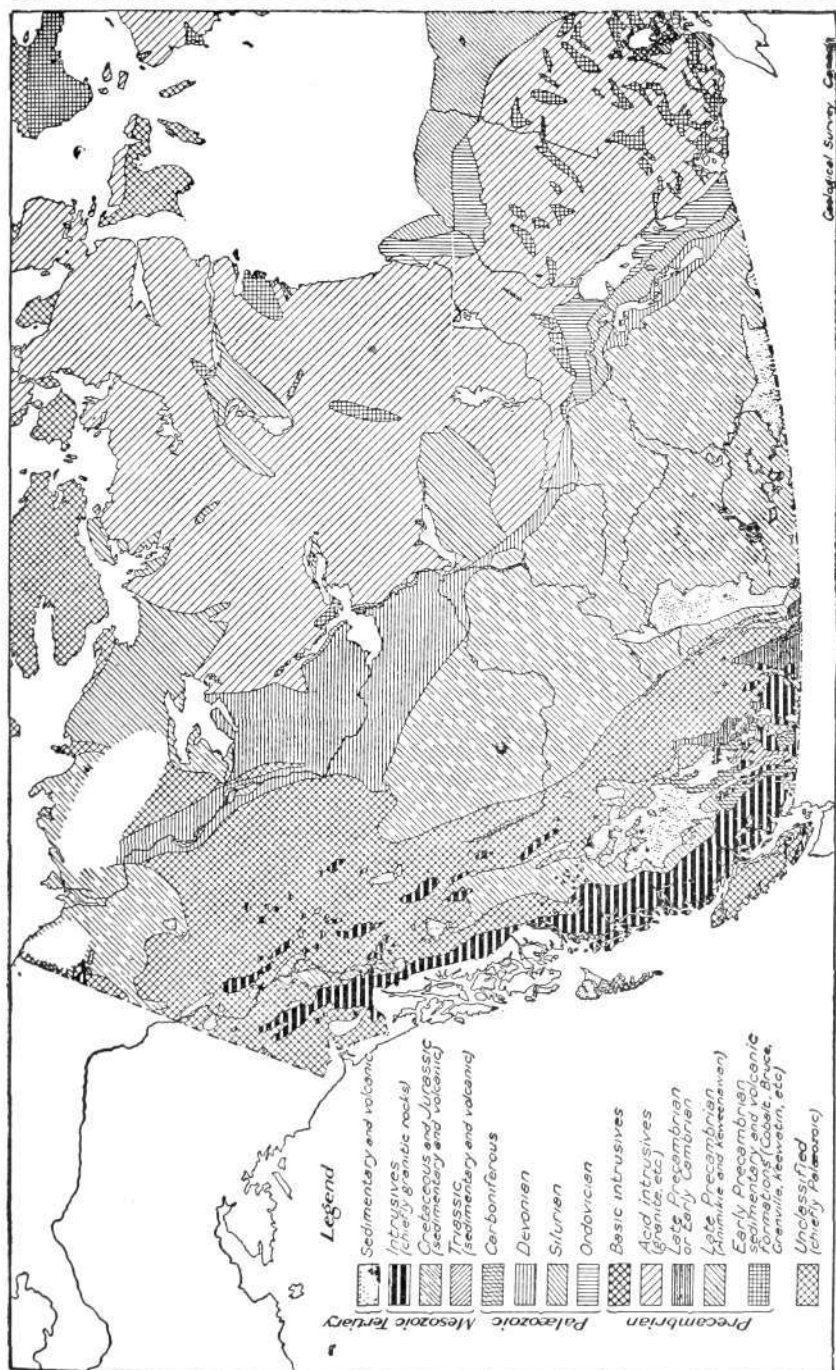 Legend
Tertiary
Sedimentary and volcanic
Mesozoic
Intrusives
(chiefly granitic rocks)
Cretaceous and Jurassic
(sedimentary and volcanic)
Triassic
(sedimentary and volcanic)
Palæozoic
Carboniferous
Devonian
Silurian
Ordovician
Precambrian
Basic intrusives
Acid intrusives
(granite, etc)
Late Precambrian
or Early Cambrian
Late Precambrian
(Animikie and Keweenawan)
Early Precambrian
sedimentary and volcanic
formations (Cobalt, Bruce,
Grenville, Keewatin, etc)
Unclassified
(chiefly Palæozoic)
Geological Survey, Canada